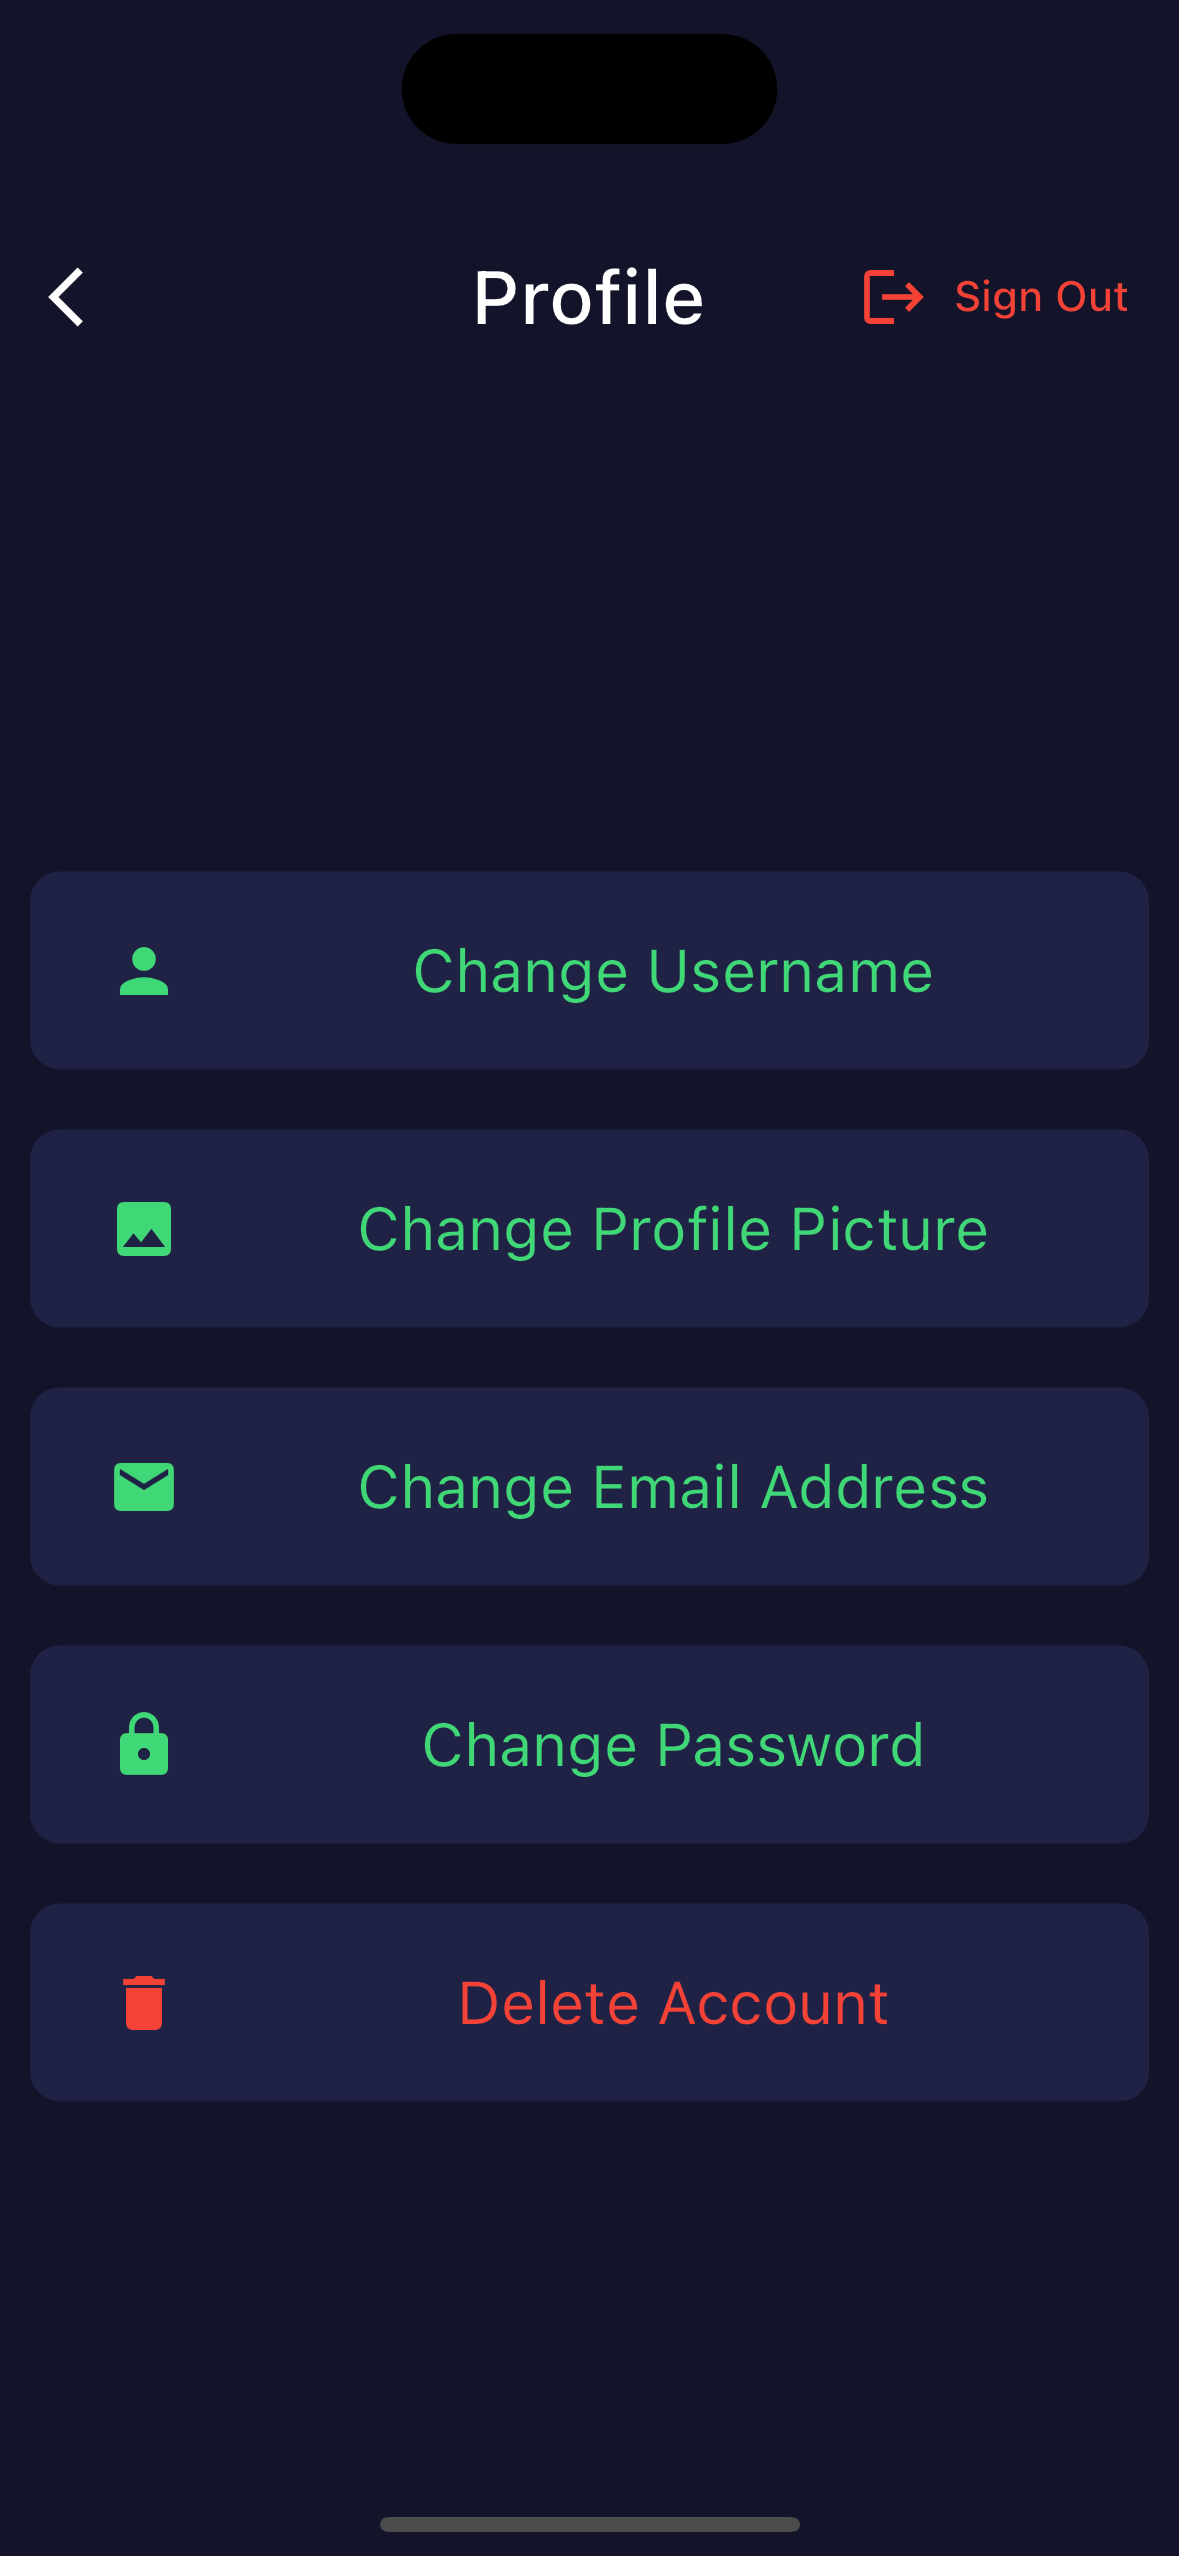 Profile
Sign Out
Change Username
Change Profile Picture
Change Email Address
Change Password
Delete Account